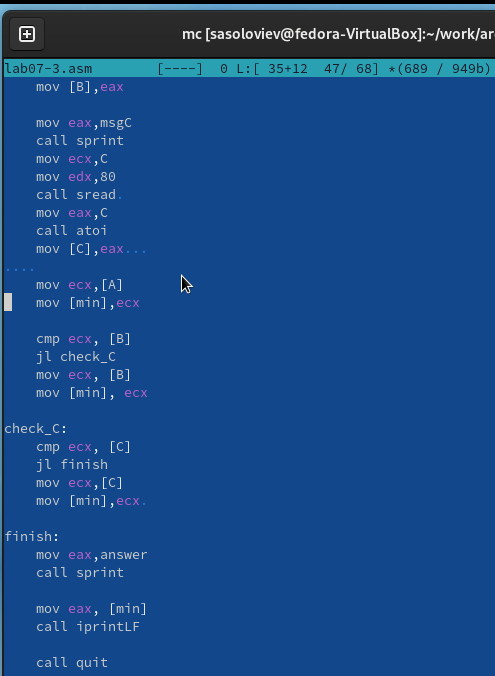 mc [sasoloviev@fedora-VirtualBox]:~/work/ar
lab07-3.asm [----] 0 L:[ 35+12 47/ 68] *(689 / 949b)
mov [B],eax
mov eax,msgC
call sprint
mov ecx,C
mov edx,80
call sread.
mov eax,C
call atoi
mov [C],eax...
....
mov ecx,[A]
mov [min],ecx
cmp ecx, [B]
jl check_C
mov ecx, [B]
mov [min], ecx
check_C:
cmp ecx, [C]
jl finish
mov ecx,[C]
mov [min],ecx.
finish:
mov eax,answer
call sprint
mov eax, [min]
call iprintLF
call quit